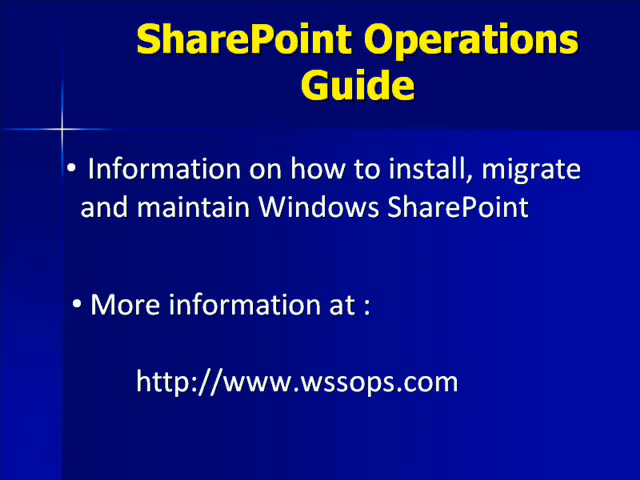 SharePoint Operations
Guide
• Information on how to install, migrate
and maintain Windows SharePoint
• More information at :
http://www.wssops.com